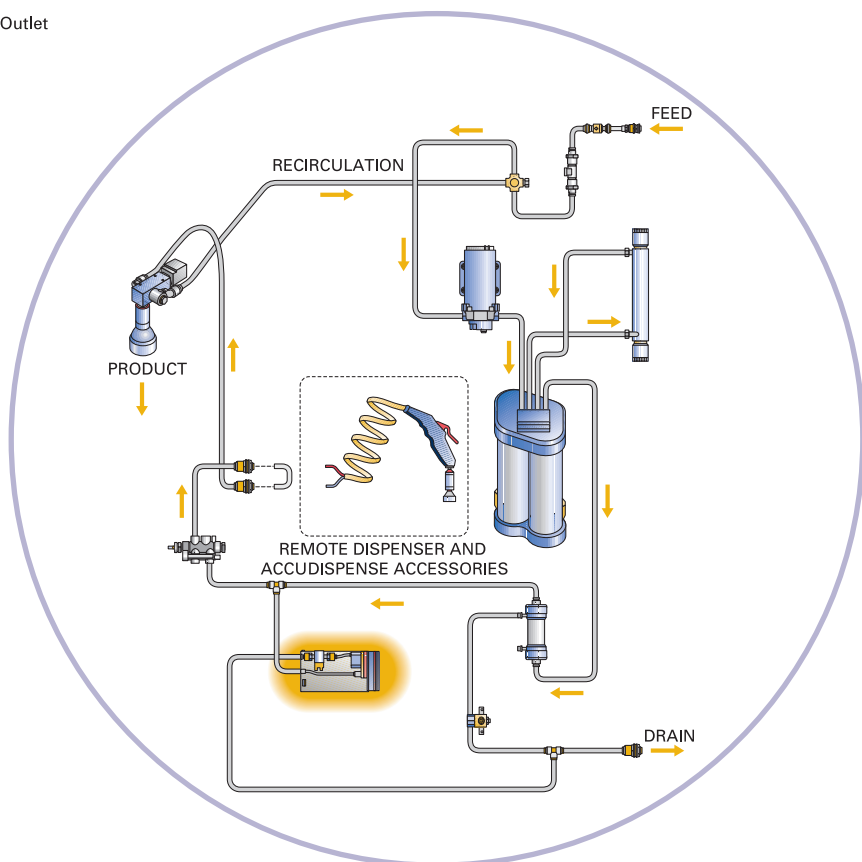 Outlet
FEED
RECIRCULATION
PRODUCT
REMOTE DISPENSER AND
ACCUDISPENSE ACCESSORIES
DRAIN